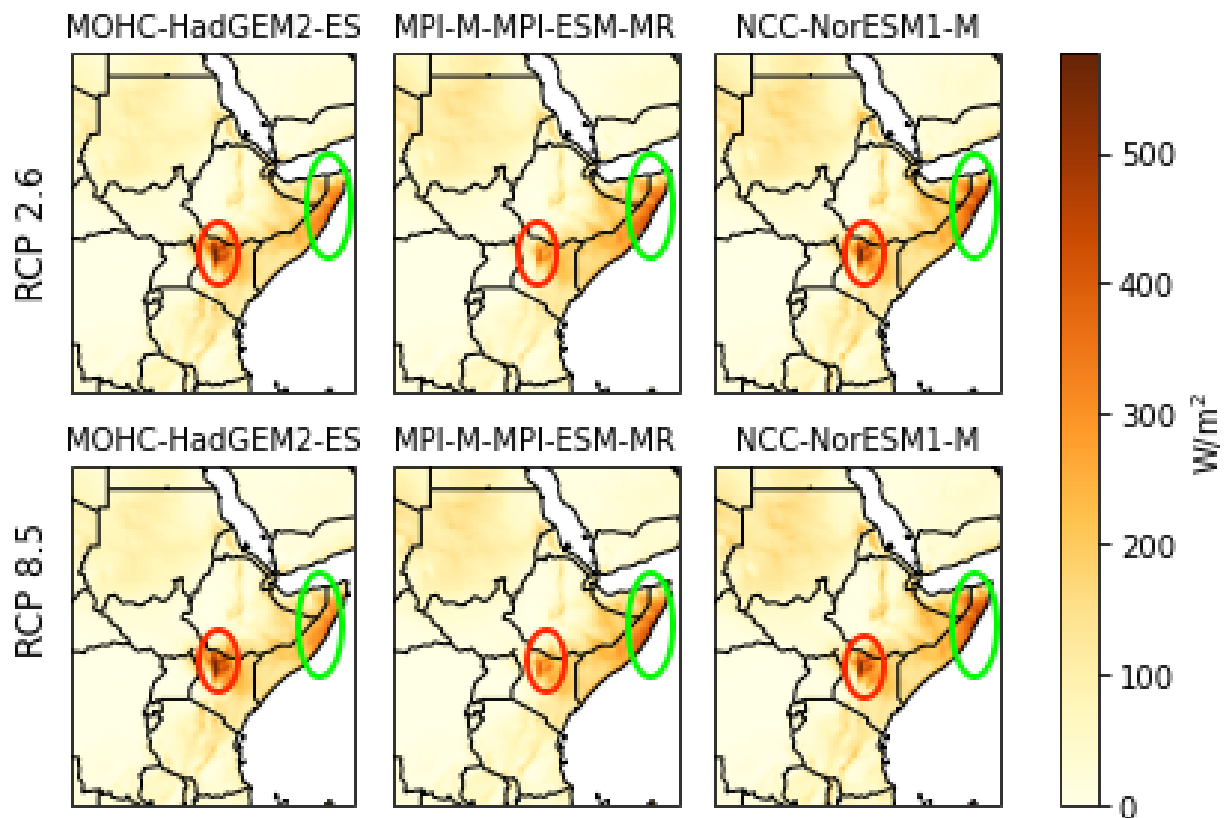 MOHC-HadGEM2-ES MPI-M-MPI-ESM-MR NCC-NorESM1-M
RCP 2.6
MOHC-HadGEM2-ES MPI-M-MPI-ESM-MR NCC-NorESM1-M
RCP 8.5
500
400
300
200
100
0
W/m²